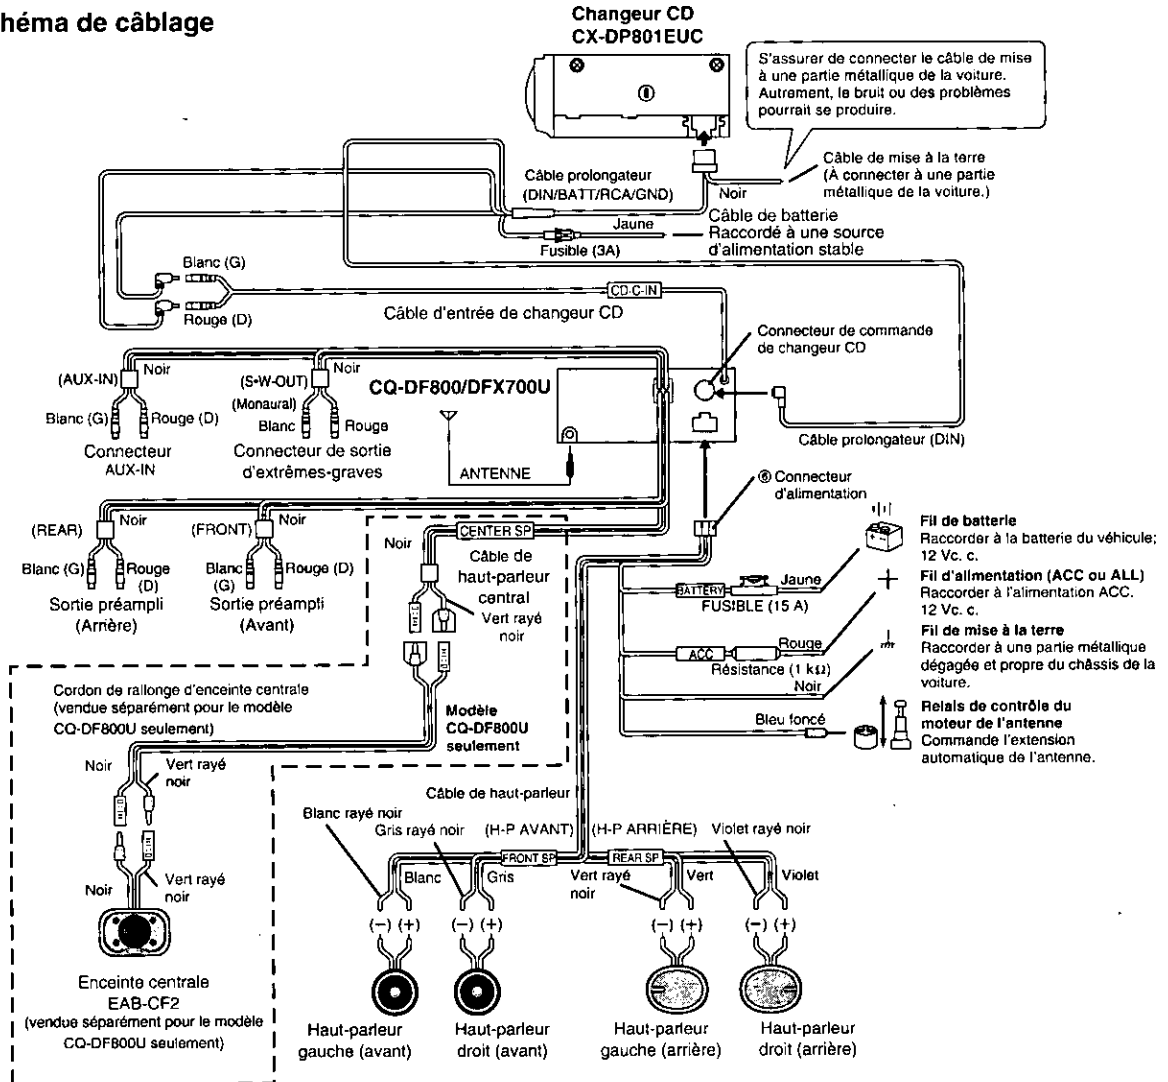 héma de câblage
Changeur CD
CX-DP801EUC
S'assurer de connecter le câble de mise
à une partie métallique de la voiture.
Autrement, le bruit ou des problèmes
pourrait se produire.
Câble prolongateur
(DIN/BATT/RCA/GND)
Noir
Câble de mise à la terre
(À connecter à une partie
métallique de la voiture.)
Jaune
Fusible (3A)
Câble de batterie
Raccordé à une source
d'alimentation stable
Blanc (G)
Rouge (D)
CD-C-IN
Câble d'entrée de changeur CD
Connecteur de commande
de changeur CD
(AUX-IN)
Noir
Blanc (G)
Rouge (D)
Connecteur
AUX-IN
(S•W-OUT)
Noir
(Monaural)
Blanc
Rouge
Connecteur de sortie
d'extrêmes-graves
CQ-DF800/DFX700U
ANTENNE
Câble prolongateur (DIN)
⑥ Connecteur
d'alimentation
(REAR)
Noir
Blanc (G)
Rouge
(D)
Sortie préampli
(Arrière)
(FRONT)
Noir
Blanc
(G)
Rouge (D)
Sortie préampli
(Avant)
Noir
CENTER SP
Câble de
haut-parleur
central
Vert rayé
noir
BATTERY
Jaune
FUSIBLE (15 A)
Fil de batterie
Raccorder à la batterie du véhicule;
12 Vc. c.
ACC
Rouge
Résistance (1 kΩ)
Fil d'alimentation (ACC ou ALL)
Raccorder à l'alimentation ACC.
12 Vc. c.
Noir
Fil de mise à la terre
Raccorder à une partie métallique
dégagée et propre du châssis de la
voiture.
Bleu foncé
Relais de contrôle du
moteur de l'antenne
Commande l'extension
automatique de l'antenne.
Cordon de rallonge d'enceinte centrale
(vendue séparément pour le modèle
CQ-DF800U seulement)
Modèle
CQ-DF800U
seulement
Noir
Vert rayé
noir
Noir
Vert rayé
noir
Enceinte centrale
EAB-CF2
(vendue séparément pour le modèle
CQ-DF800U seulement)
Câble de haut-parleur
Blanc rayé noir
Gris rayé noir
(H-P AVANT)
(H-P ARRIÈRE)
Violet rayé noir
FRONT SP
REAR SP
Blanc
Gris
Vert rayé
noir
Vert
Violet
(−) (+)
(−) (+)
(−) (+)
(−) (+)
Haut-parleur
gauche (avant)
Haut-parleur
droit (avant)
Haut-parleur
gauche (arrière)
Haut-parleur
droit (arrière)